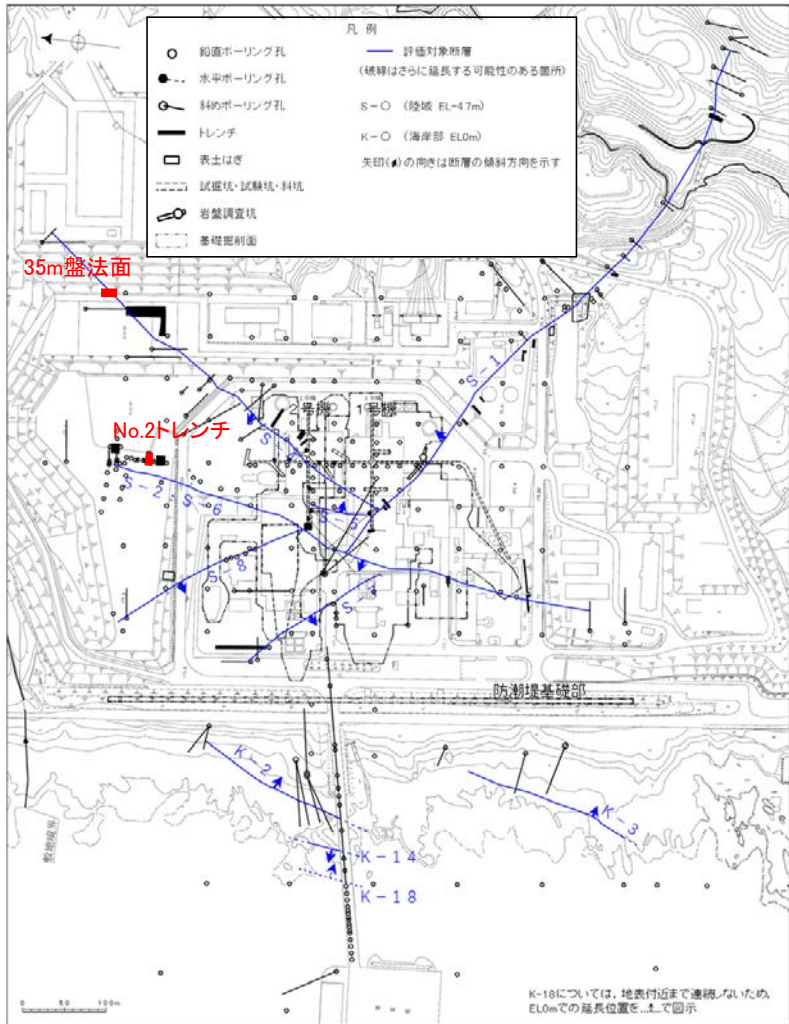 凡例
鉛直ボーリング孔
水平ボーリング孔
斜めボーリング孔
トレンチ
表土はぎ
試掘坑・試験坑・斜坑
岩盤調査坑
基礎掘削面
評価対象断層
(破線はさらに延長する可能性のある箇所)
S-○ (陸域 EL-47m)
K-○ (海岸部 EL0m)
矢印( )の向きは断層の傾斜方向を示す
35m盤法面
S-1
2号機
1号機
No.2トレンチ
S-4
S-2・S-6
S-5
S-8
S-7
防潮堤基礎部
K-2
K-3
K-14
K-18
敷地境界
K-18については，地表付近まで連続しないため，
EL0mでの延長位置を で図示
0 50 100m